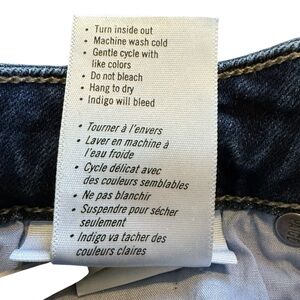 • Turn inside out
• Machine wash cold
• Gentle cycle with
like colors
• Do not bleach
• Hang to dry
• Indigo will bleed
• Tourner à l'envers
• Laver en machine à
l'eau froide
• Cycle délicat avec
des couleurs semblables
• Ne pas blanchir
• Suspendre pour sécher
seulement
• Indigo va tacher des
couleurs claires